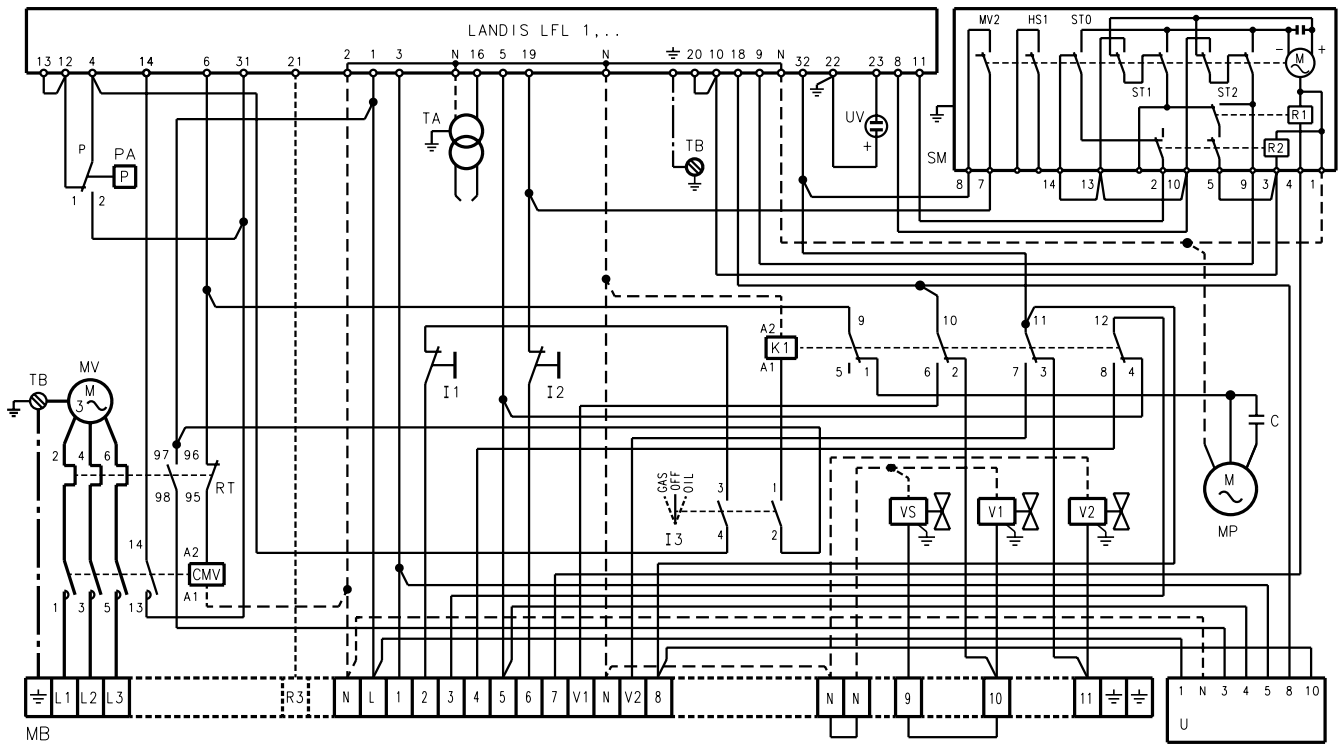 LANDIS LFL 1,..
MV2 HS1 STO
13 12 4 14 6 31 21 2 1 3 N 16 5 19 N 20 10 18 9 N 32 22 23 8 11
- M +
ST1 ST2
TA
UV
+
R1
R2
TB
SM
P PA
P
1 2
8 7 14 13 2 10 5 9 3 4 1
9 10 11 12
A2
K1
A1
5 1 6 2 7 3 8 4
I1 I2
MV
TB
M
3
C
2 4 6 97 96
RT
98 95
GAS
OFF
OIL
3 1
I3
4 2
VS V1 V2
M
MP
14 A2
CMV
A1
1 3 5 13
L1 L2 L3 R3 N L 1 2 3 4 5 6 7 V1 N V2 8 N N 9 10 11
1 N 3 4 5 8 10
U
MB